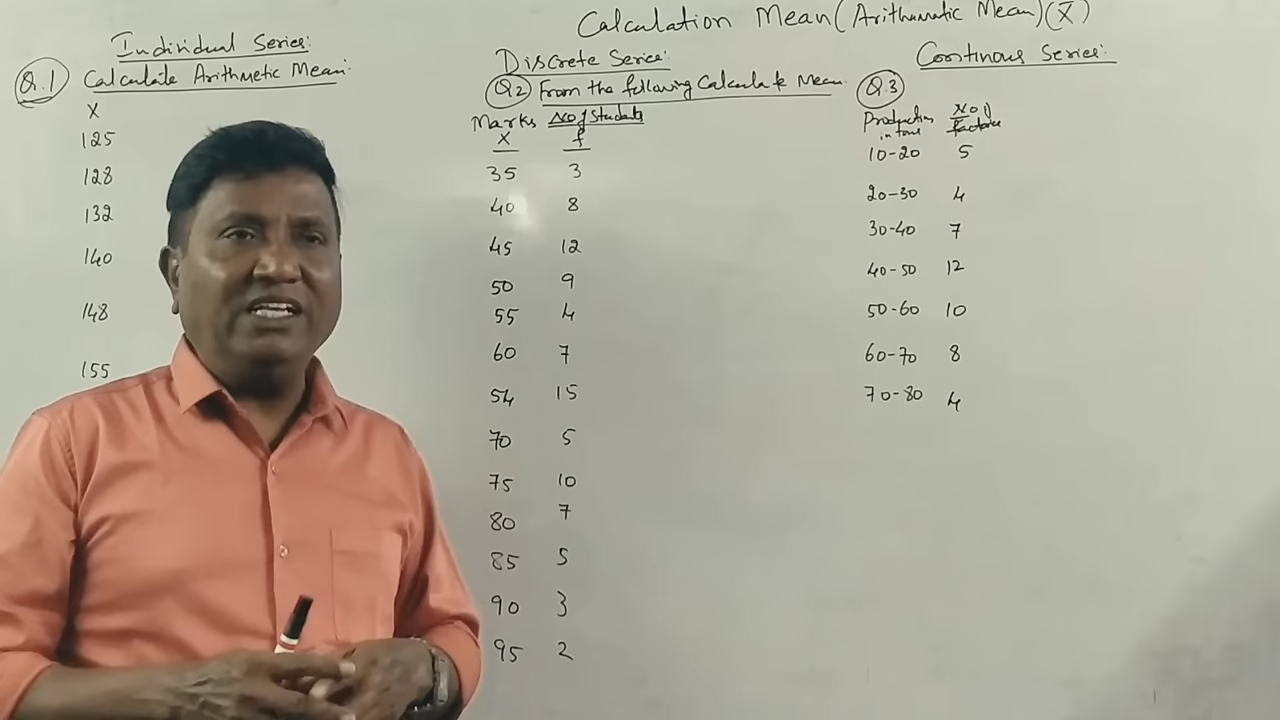 Calculation Mean (Arithmatic Mean) (X̄)
Individual Series:
Q.1 Calculate Arithmetic Mean:
X
125
128
132
140
148
155
Discrete Series:
Q2 From the following Calculate Mean.
Marks No of Students
X f
35 3
40 8
45 12
50 9
55 4
60 7
54 15
70 5
75 10
80 7
85 5
90 3
95 2
Continous Series:
Q.3
Production No of
in tons
10-20 5
20-30 4
30-40 7
40-50 12
50-60 10
60-70 8
70-80 4